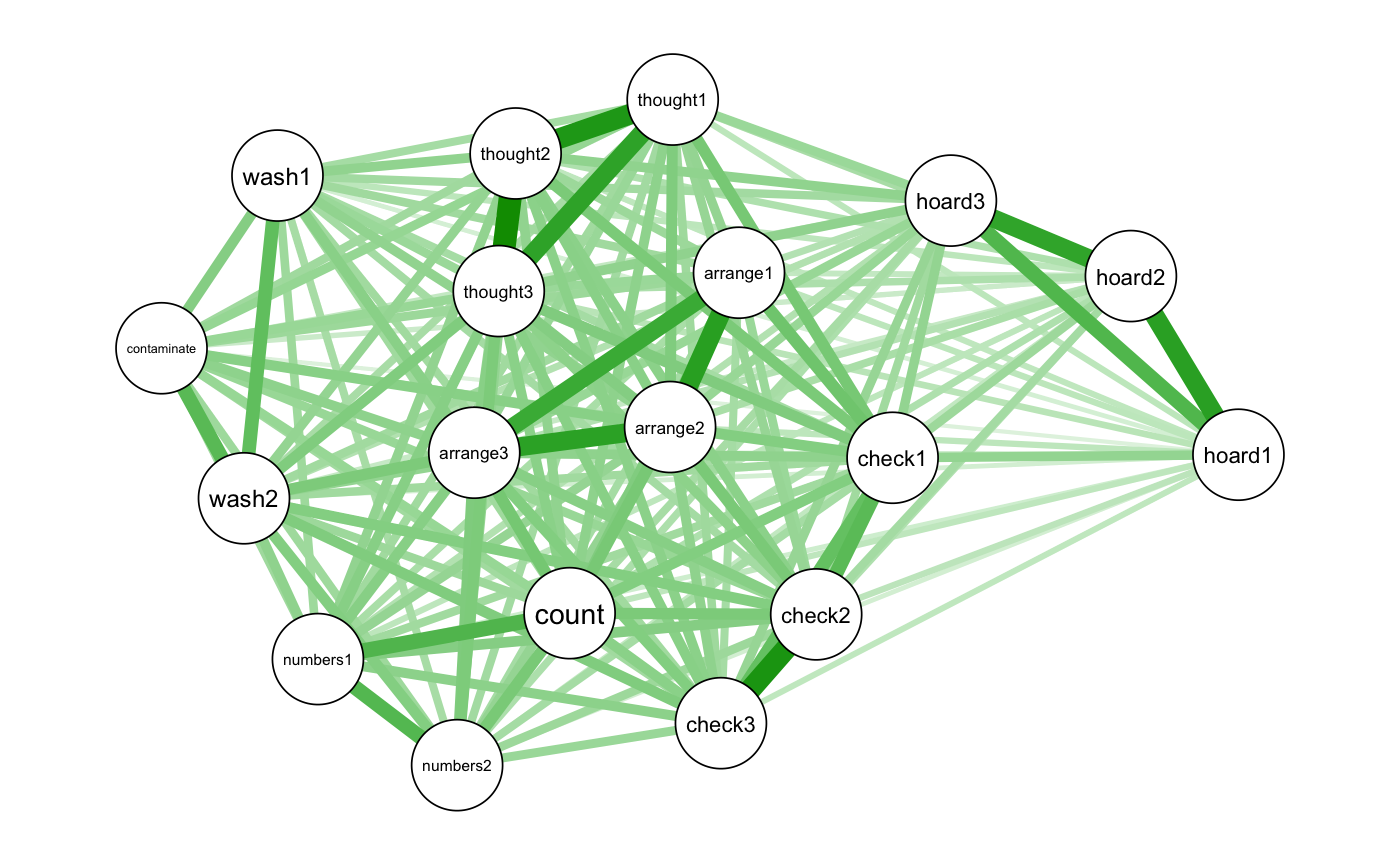 thought1
thought2
wash1
hoard3
arrange1
hoard2
thought3
contaminate
arrange2
arrange3
hoard1
check1
wash2
count
check2
numbers1
check3
numbers2